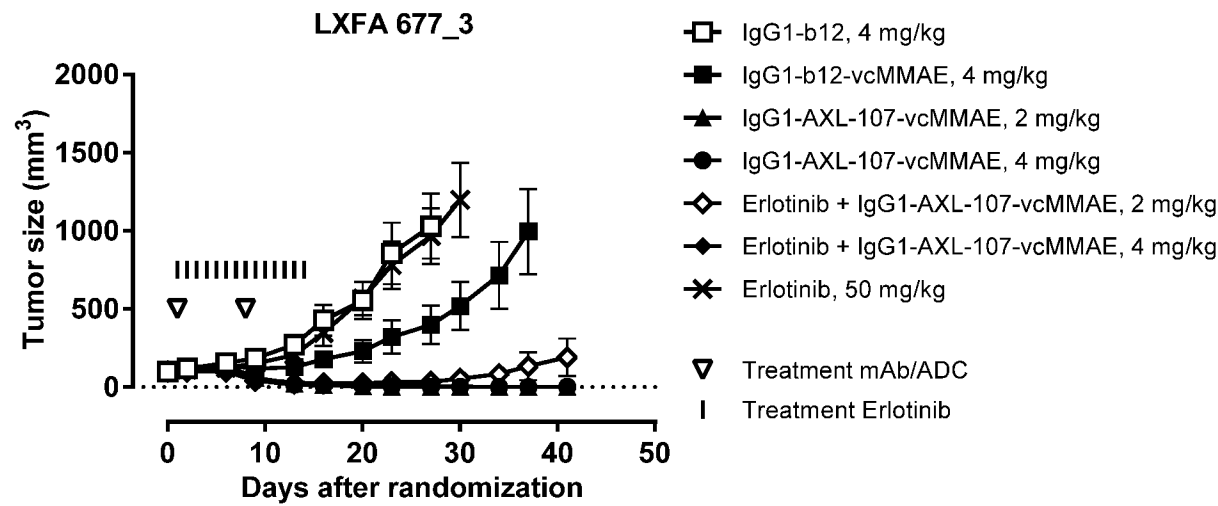 LXFA 677_3
Tumor size (mm³)
2000
1500
1000
500
0
0 10 20 30 40 50
Days after randomization
IgG1-b12, 4 mg/kg
IgG1-b12-vcMMAE, 4 mg/kg
IgG1-AXL-107-vcMMAE, 2 mg/kg
IgG1-AXL-107-vcMMAE, 4 mg/kg
Erlotinib + IgG1-AXL-107-vcMMAE, 2 mg/kg
Erlotinib + IgG1-AXL-107-vcMMAE, 4 mg/kg
Erlotinib, 50 mg/kg
Treatment mAb/ADC
Treatment Erlotinib